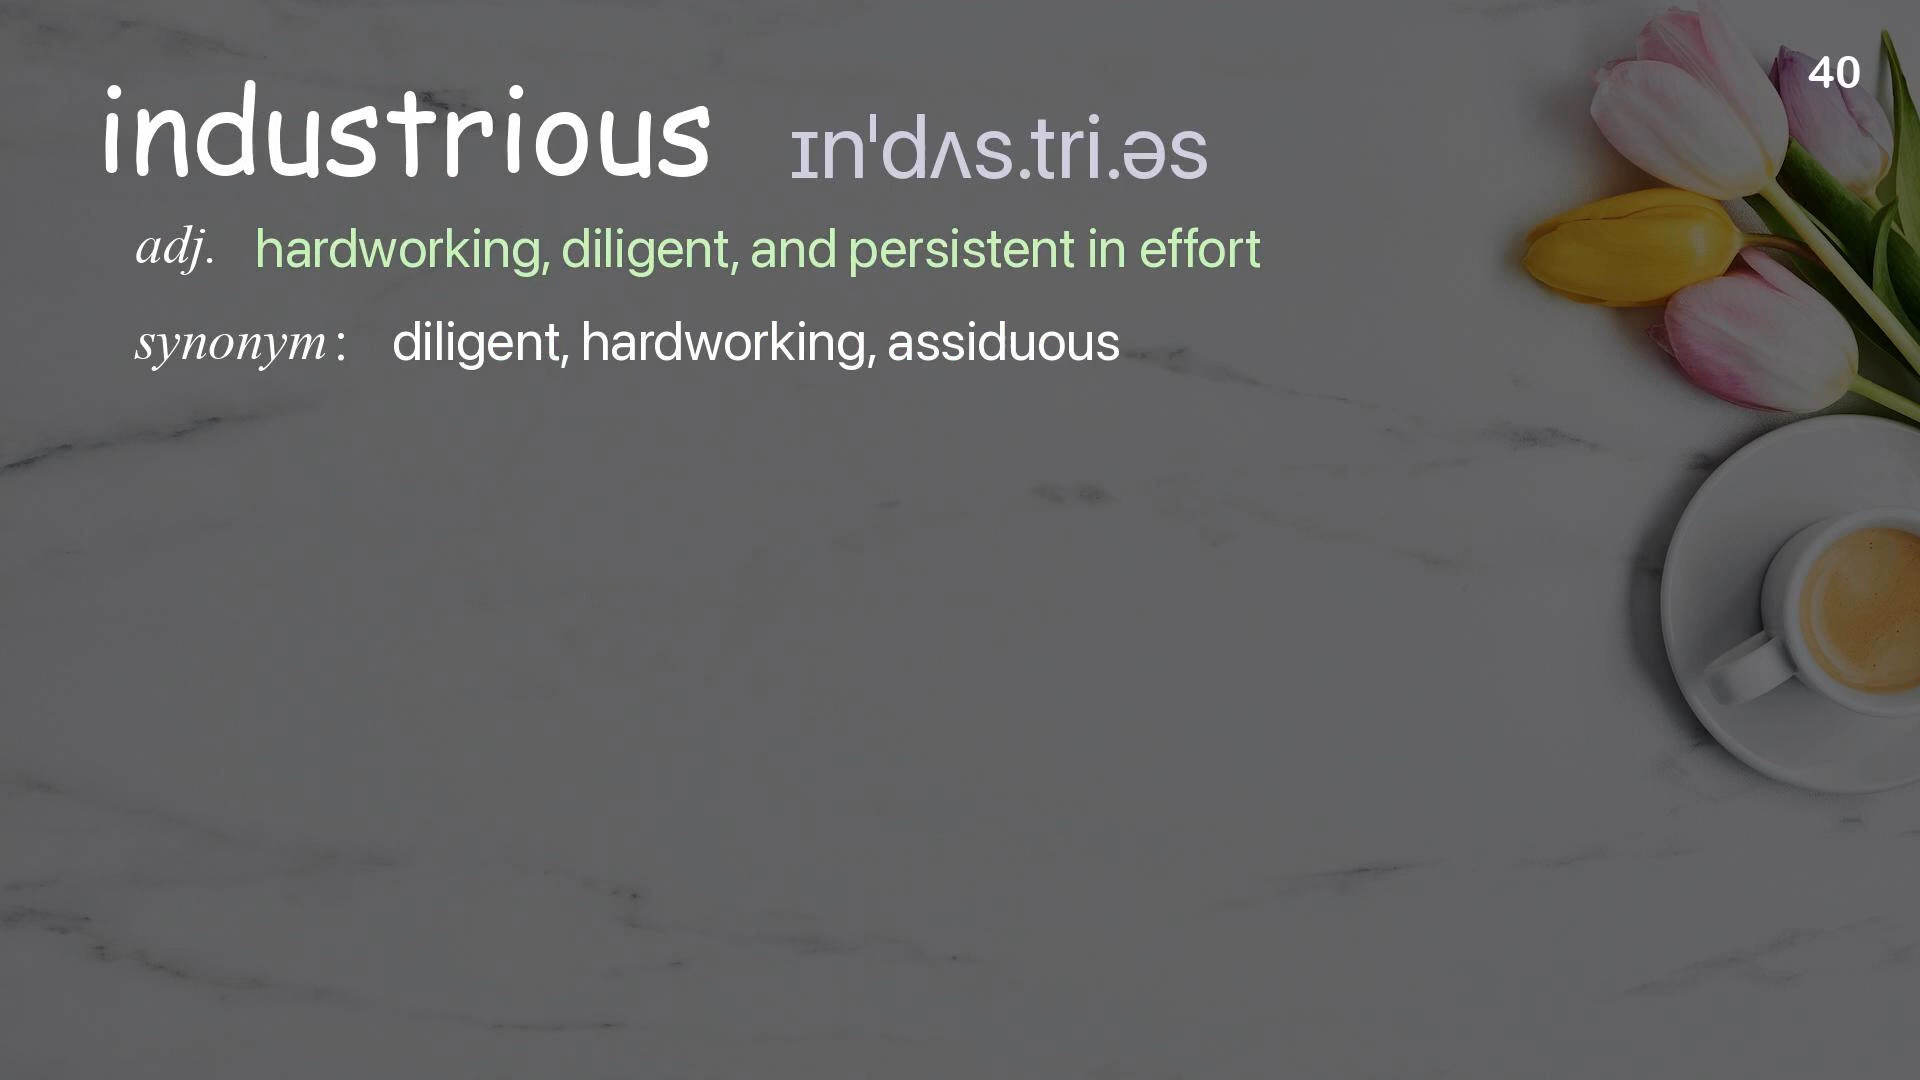 40
industrious ɪnˈdʌs.tri.əs
adj. hardworking, diligent, and persistent in effort
synonym : diligent, hardworking, assiduous